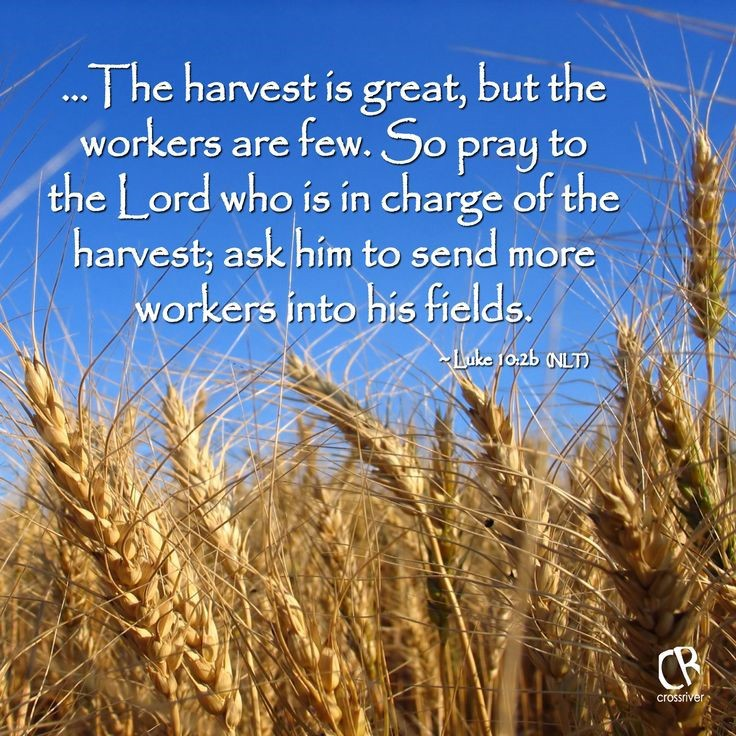 ...The harvest is great, but the
workers are few. So pray to
the Lord who is in charge of the
harvest; ask him to send more
workers into his fields.
~Luke 10:2b (NLT)
CR
crossriver